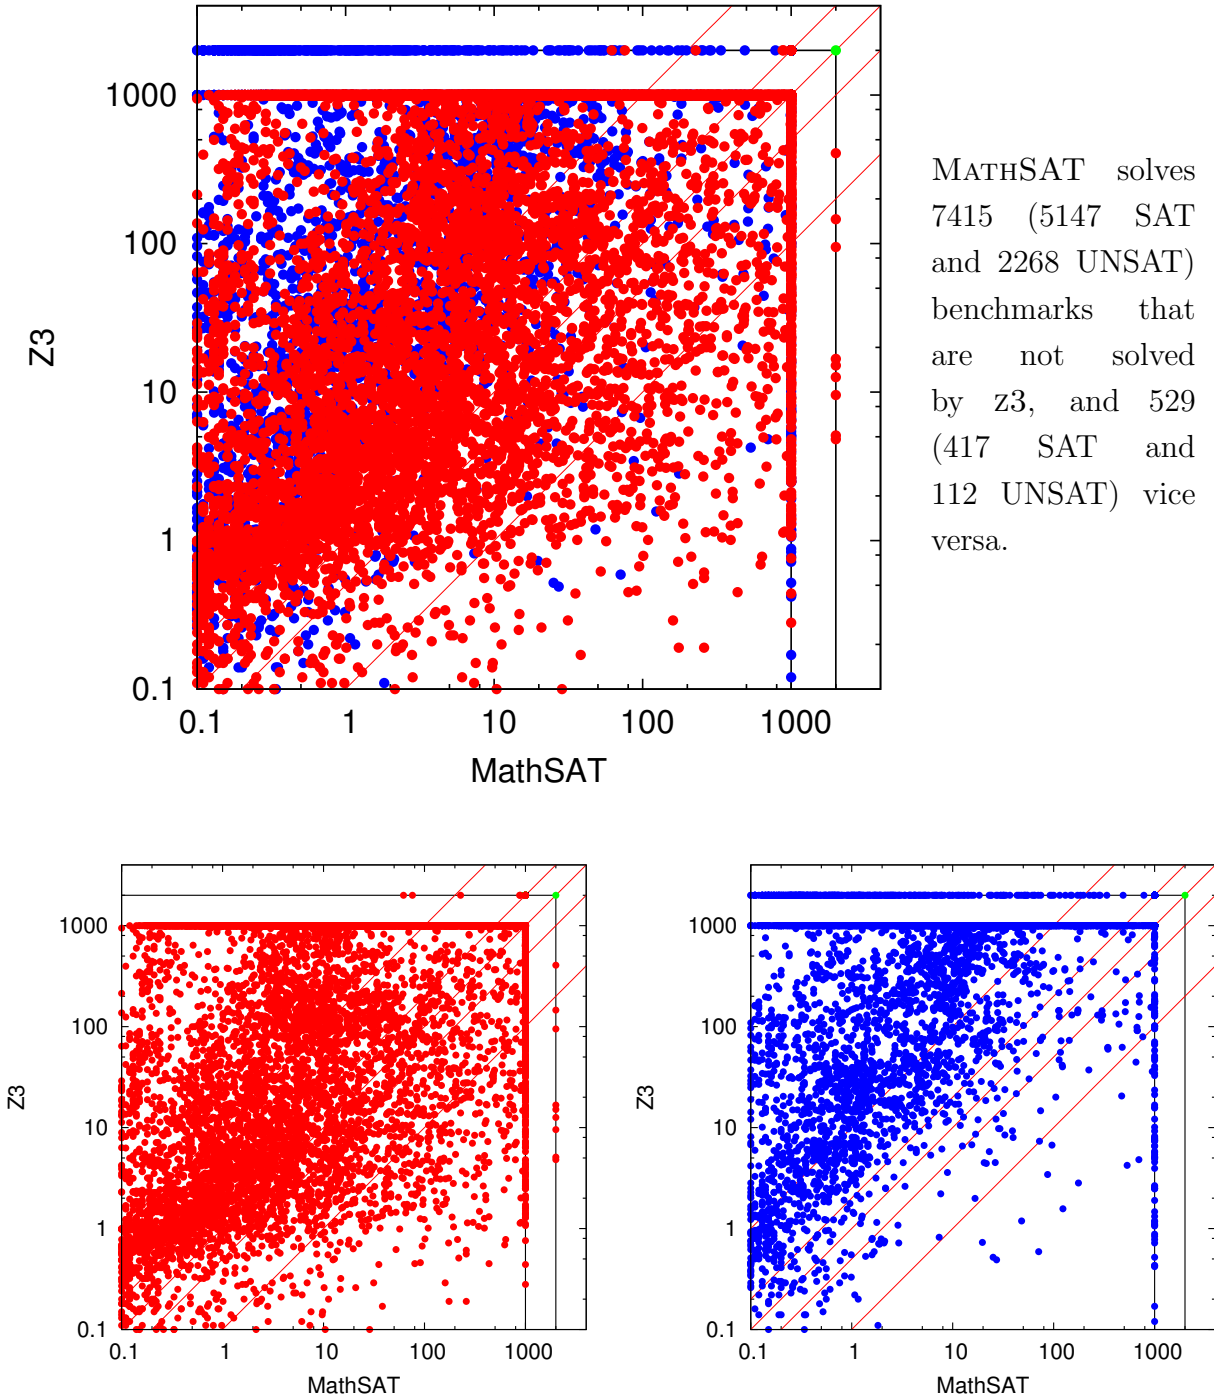 1000
100
10
1
0.1
Z3
0.1 1 10 100 1000
MathSAT
MATHSAT solves
7415 (5147 SAT
and 2268 UNSAT)
benchmarks that
are not solved
by z3, and 529
(417 SAT and
112 UNSAT) vice
versa.
1000
100
10
1
0.1
Z3
0.1 1 10 100 1000
MathSAT
1000
100
10
1
0.1
Z3
0.1 1 10 100 1000
MathSAT